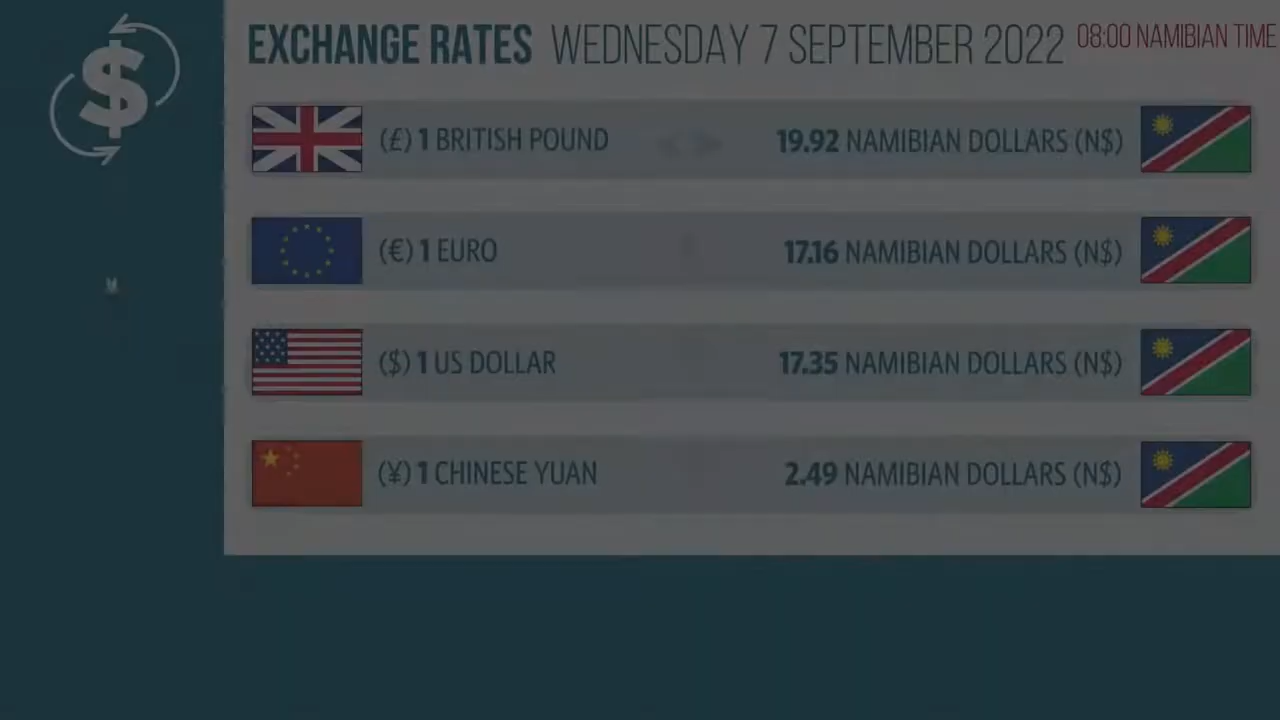 $
EXCHANGE RATES WEDNESDAY 7 SEPTEMBER 2022 08:00 NAMIBIAN TIME
(£) 1 BRITISH POUND 19.92 NAMIBIAN DOLLARS (N$)
(€) 1 EURO 17.16 NAMIBIAN DOLLARS (N$)
($) 1 US DOLLAR 17.35 NAMIBIAN DOLLARS (N$)
(¥) 1 CHINESE YUAN 2.49 NAMIBIAN DOLLARS (N$)